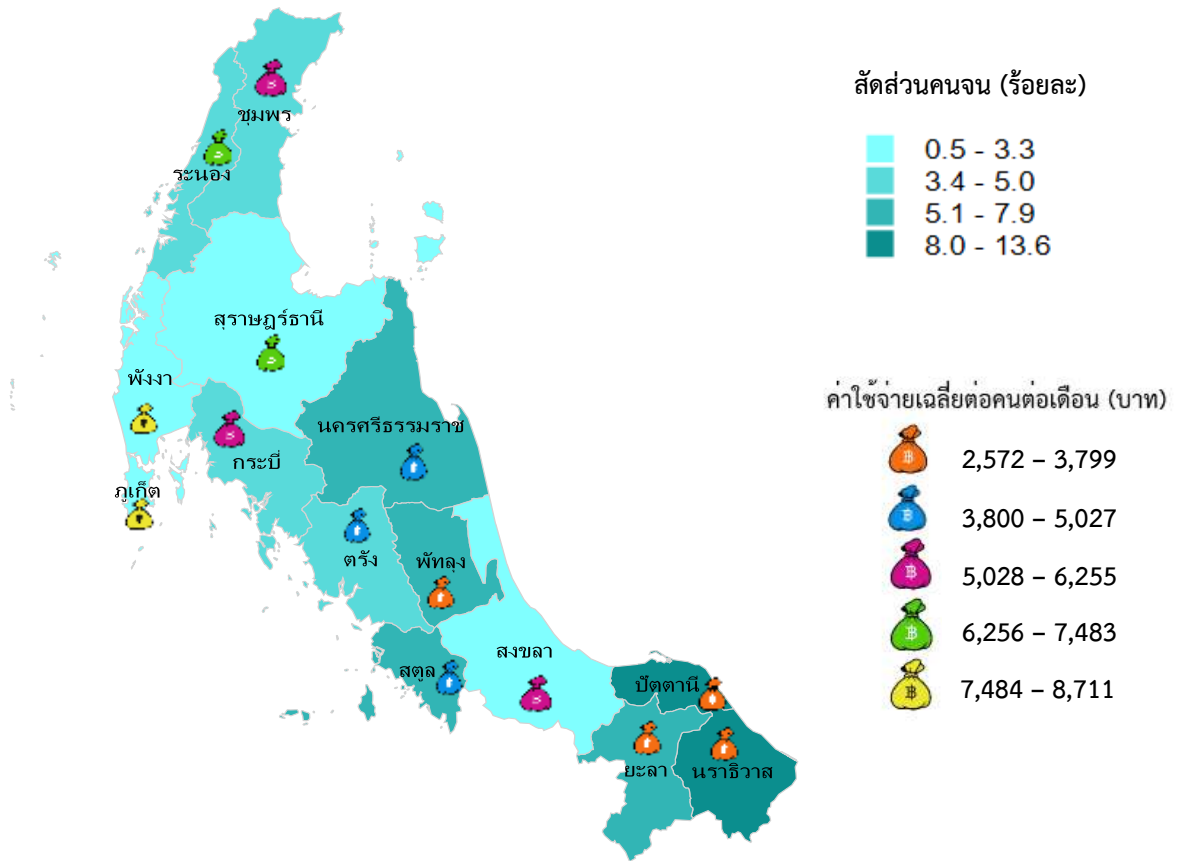 ชุมพร
ระนอง
สุราษฎร์ธานี
พังงา
นครศรีธรรมราช
กระบี่
ภูเก็ต
ตรัง
พัทลุง
สงขลา
สตูล
ปัตตานี
ยะลา
นราธิวาส
สัดส่วนคนจน (ร้อยละ)
0.5 - 3.3
3.4 - 5.0
5.1 - 7.9
8.0 - 13.6
ค่าใช้จ่ายเฉลี่ยต่อคนต่อเดือน (บาท)
2,572 – 3,799
3,800 – 5,027
5,028 – 6,255
6,256 – 7,483
7,484 – 8,711